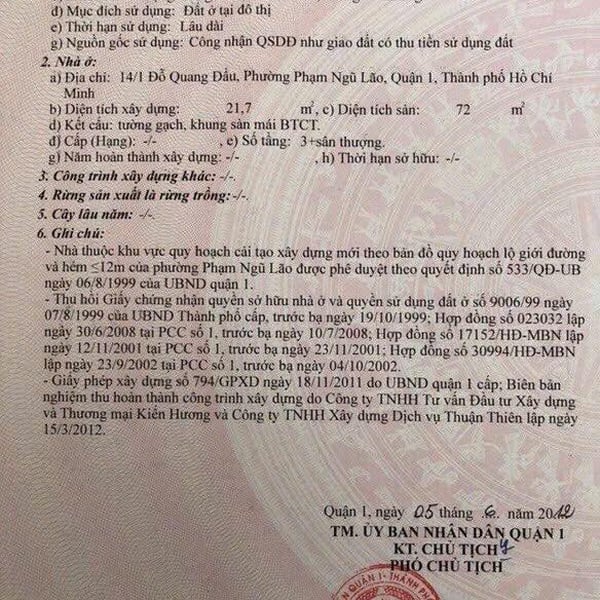 đ) Mục đích sử dụng: Đất ở tại đô thị
e) Thời hạn sử dụng: Lâu dài
g) Nguồn gốc sử dụng: Công nhận QSDĐ như giao đất có thu tiền sử dụng đất
2. Nhà ở:
a) Địa chỉ: 14/1 Đỗ Quang Đẩu, Phường Phạm Ngũ Lão, Quận 1, Thành phố Hồ Chí
Minh
b) Diện tích xây dựng: 21,7 m², c) Diện tích sàn: 72 m²
d) Kết cấu: tường gạch, khung sàn mái BTCT.
đ) Cấp (Hạng): -/- , e) Số tầng: 3+sân thượng.
g) Năm hoàn thành xây dựng: -/- , h) Thời hạn sở hữu: -/-
3. Công trình xây dựng khác: -/-.
4. Rừng sản xuất là rừng trồng: -/-.
5. Cây lâu năm: -/-.
6. Ghi chú:
- Nhà thuộc khu vực quy hoạch cải tạo xây dựng mới theo bản đồ quy hoạch lộ giới đường
và hẻm ≤12m của phường Phạm Ngũ Lão được phê duyệt theo quyết định số 533/QĐ-UB
ngày 06/8/1999 của UBND quận 1.
- Thu hồi Giấy chứng nhận quyền sở hữu nhà ở và quyền sử dụng đất ở số 9006/99 ngày
07/8/1999 của UBND Thành phố cấp, trước bạ ngày 19/10/1999; Hợp đồng số 023032 lập
ngày 30/6/2008 tại PCC số 1, trước bạ ngày 10/7/2008; Hợp đồng số 17152/HĐ-MBN lập
ngày 12/11/2001 tại PCC số 1, trước bạ ngày 23/11/2001; Hợp đồng số 30994/HĐ-MBN
lập ngày 23/9/2002 tại PCC số 1, trước bạ ngày 04/10/2002.
- Giấy phép xây dựng số 794/GPXD ngày 18/11/2011 do UBND quận 1 cấp; Biên bản
nghiệm thu hoàn thành công trình xây dựng do Công ty TNHH Tư vấn Đầu tư Xây dựng
và Thương mại Kiến Hương và Công ty TNHH Xây dựng Dịch vụ Thuận Thiên lập ngày
15/3/2012.
Quận 1, ngày 05 tháng 6. năm 2012
TM. ỦY BAN NHÂN DÂN QUẬN 1
KT. CHỦ TỊCH
PHÓ CHỦ TỊCH
QUẬN 1 - THÀNH PH